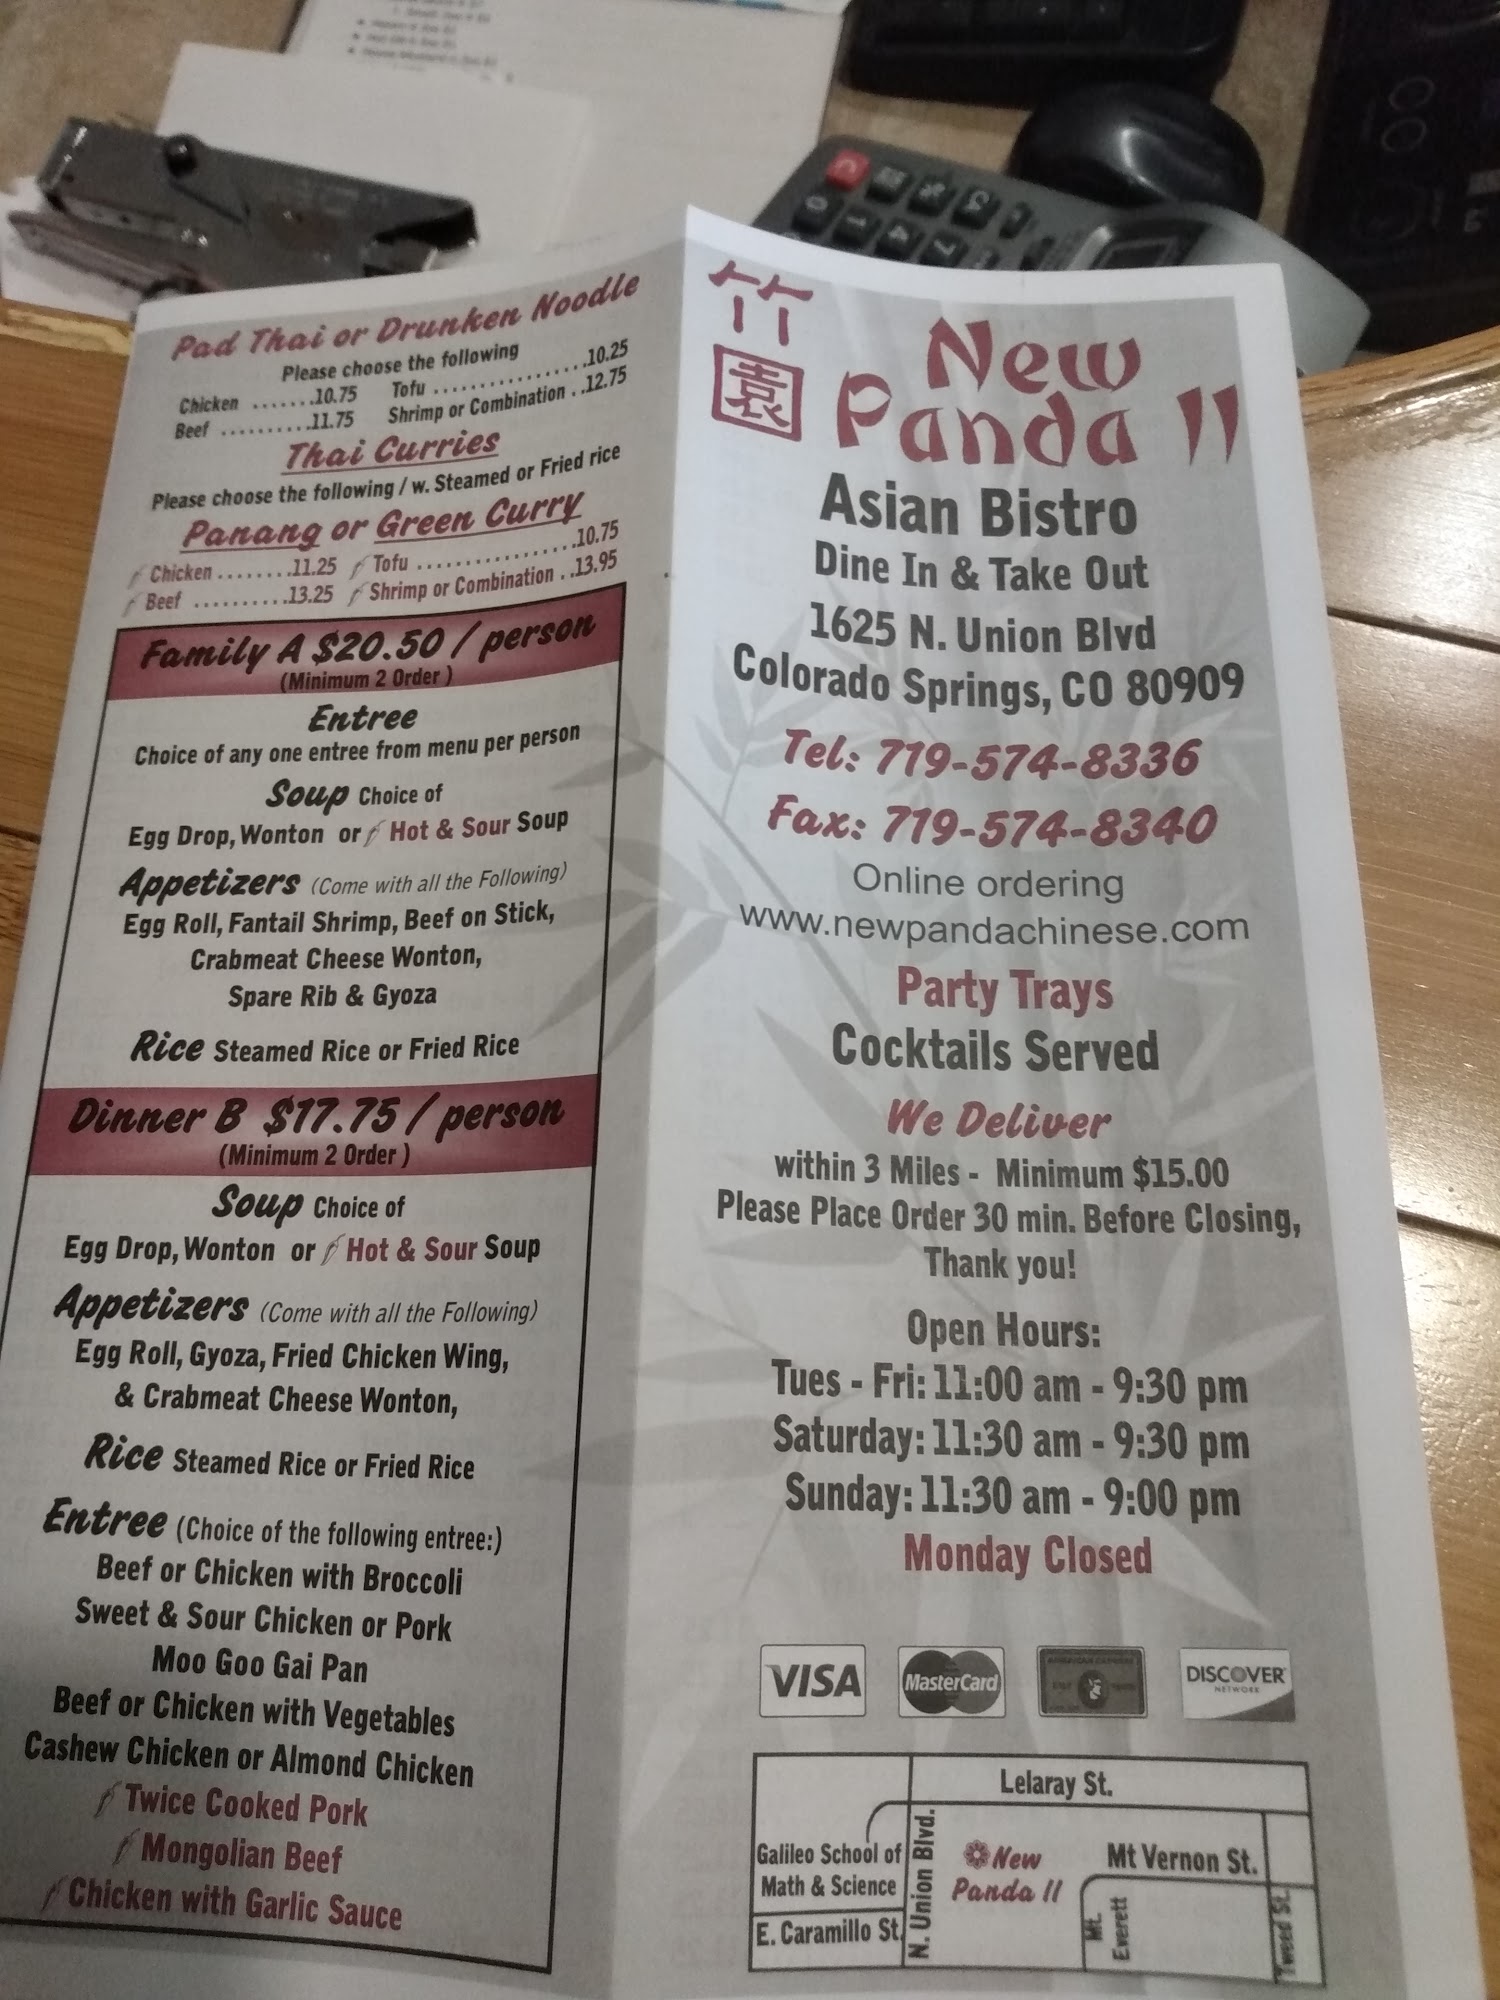 Pad Thai or Drunken Noodle
Please choose the following
Chicken .......10.75 Tofu .................10.25
Beef ..........11.75 Shrimp or Combination ..12.75
Thai Curries
Please choose the following / w. Steamed or Fried rice
Panang or Green Curry
Chicken ........11.25 Tofu .................10.75
Beef ..........13.25 Shrimp or Combination ..13.95
Family A $20.50 / person
(Minimum 2 Order )
Entree
Choice of any one entree from menu per person
Soup Choice of
Egg Drop, Wonton or Hot & Sour Soup
Appetizers (Come with all the Following)
Egg Roll, Fantail Shrimp, Beef on Stick,
Crabmeat Cheese Wonton,
Spare Rib & Gyoza
Rice Steamed Rice or Fried Rice
Dinner B $17.75 / person
(Minimum 2 Order )
Soup Choice of
Egg Drop, Wonton or Hot & Sour Soup
Appetizers (Come with all the Following)
Egg Roll, Gyoza, Fried Chicken Wing,
& Crabmeat Cheese Wonton,
Rice Steamed Rice or Fried Rice
Entree (Choice of the following entree:)
Beef or Chicken with Broccoli
Sweet & Sour Chicken or Pork
Moo Goo Gai Pan
Beef or Chicken with Vegetables
Cashew Chicken or Almond Chicken
Twice Cooked Pork
Mongolian Beef
Chicken with Garlic Sauce
竹園
New
Panda II
Asian Bistro
Dine In & Take Out
1625 N. Union Blvd
Colorado Springs, CO 80909
Tel: 719-574-8336
Fax: 719-574-8340
Online ordering
www.newpandachinese.com
Party Trays
Cocktails Served
We Deliver
within 3 Miles - Minimum $15.00
Please Place Order 30 min. Before Closing,
Thank you!
Open Hours:
Tues - Fri: 11:00 am - 9:30 pm
Saturday: 11:30 am - 9:30 pm
Sunday: 11:30 am - 9:00 pm
Monday Closed
VISA MasterCard AMERICAN EXPRESS DISCOVER
NETWORK
Lelaray St.
Galileo School of
Math & Science
E. Caramillo St.
N. Union Blvd.
New
Panda II
Mt Vernon St.
Mt.
Everett
Tweed St.